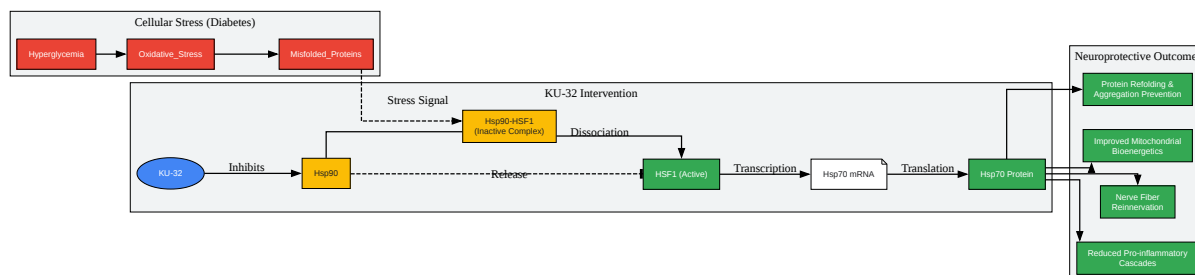 Cellular Stress (Diabetes)
Hyperglycemia
Oxidative_Stress
Misfolded_Proteins
Stress Signal
KU-32 Intervention
Hsp90-HSF1
(Inactive Complex)
Dissociation
KU-32
Inhibits
Hsp90
Release
HSF1 (Active)
Transcription
Hsp70 mRNA
Translation
Hsp70 Protein
Neuroprotective Outcome
Protein Refolding &
Aggregation Prevention
Improved Mitochondrial
Bioenergetics
Nerve Fiber
Reinnervation
Reduced Pro-inflammatory
Cascades